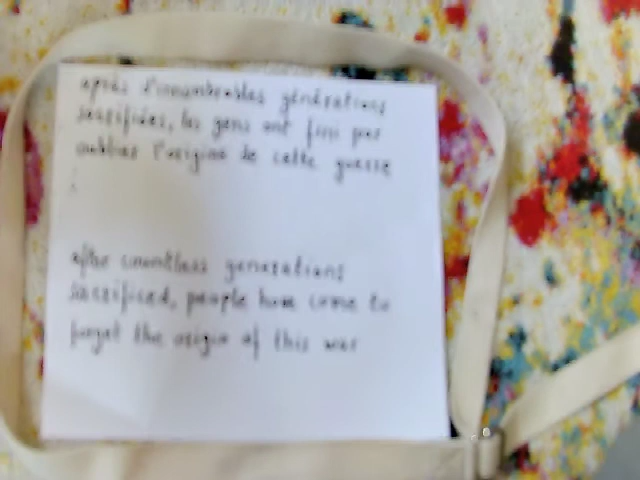 après d'innombrables générations
sacrifiées, les gens ont fini par
oublier l'origine de cette guerre
:
after countless generations
sacrificed, people have come to
forget the origin of this war